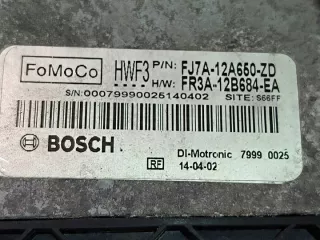 FoMoCo HWF3 P/N: FJ7A-12A650-ZD
H/W: FR3A-12B684-EA
S/N:00079990025140402 SITE: S66FF
BOSCH DI-Motronic 7999 0025
RF 14-04-02